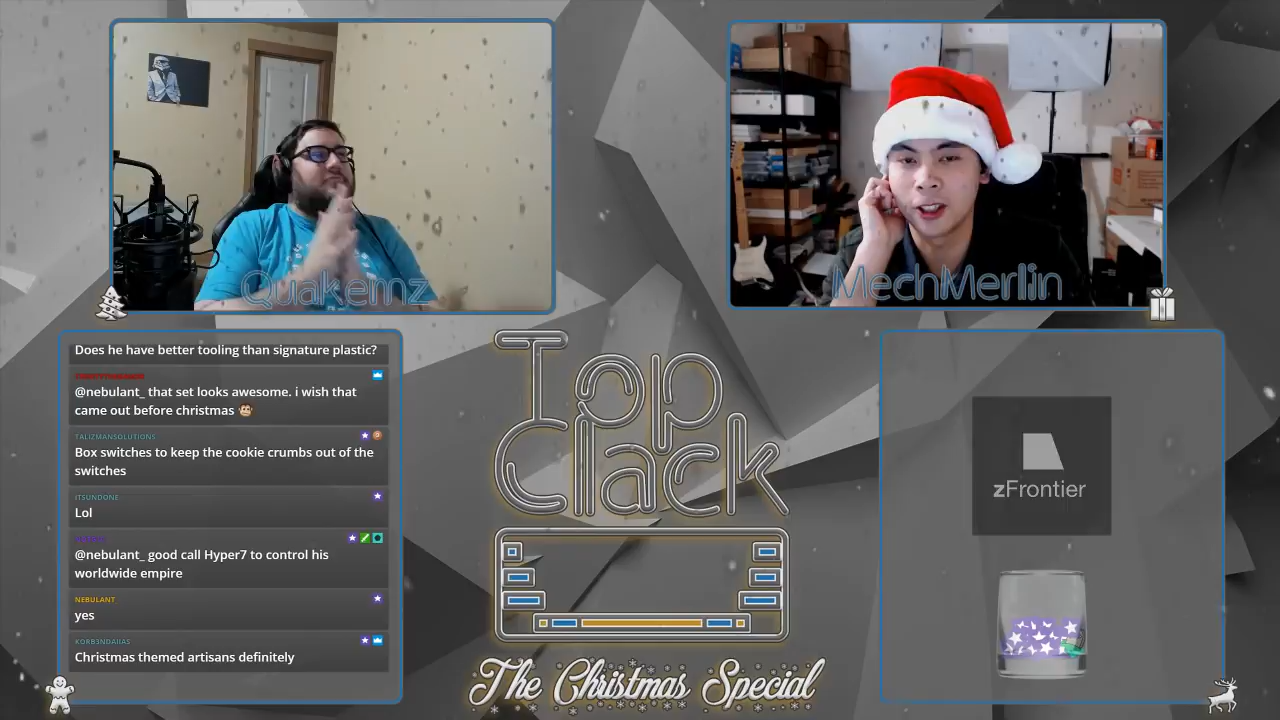 Quakemz
MechMerlin
Does he have better tooling than signature plastic?
@nebulant_ that set looks awesome. i wish that
came out before christmas
TALIZMANSOLUTIONS
Box switches to keep the cookie crumbs out of the
switches
ITSUNDONE
Lol
@nebulant_ good call Hyper7 to control his
worldwide empire
NEBULANT
yes
KORB3NDALLAS
Christmas themed artisans definitely
Top
Clack
The Christmas Special
zFrontier